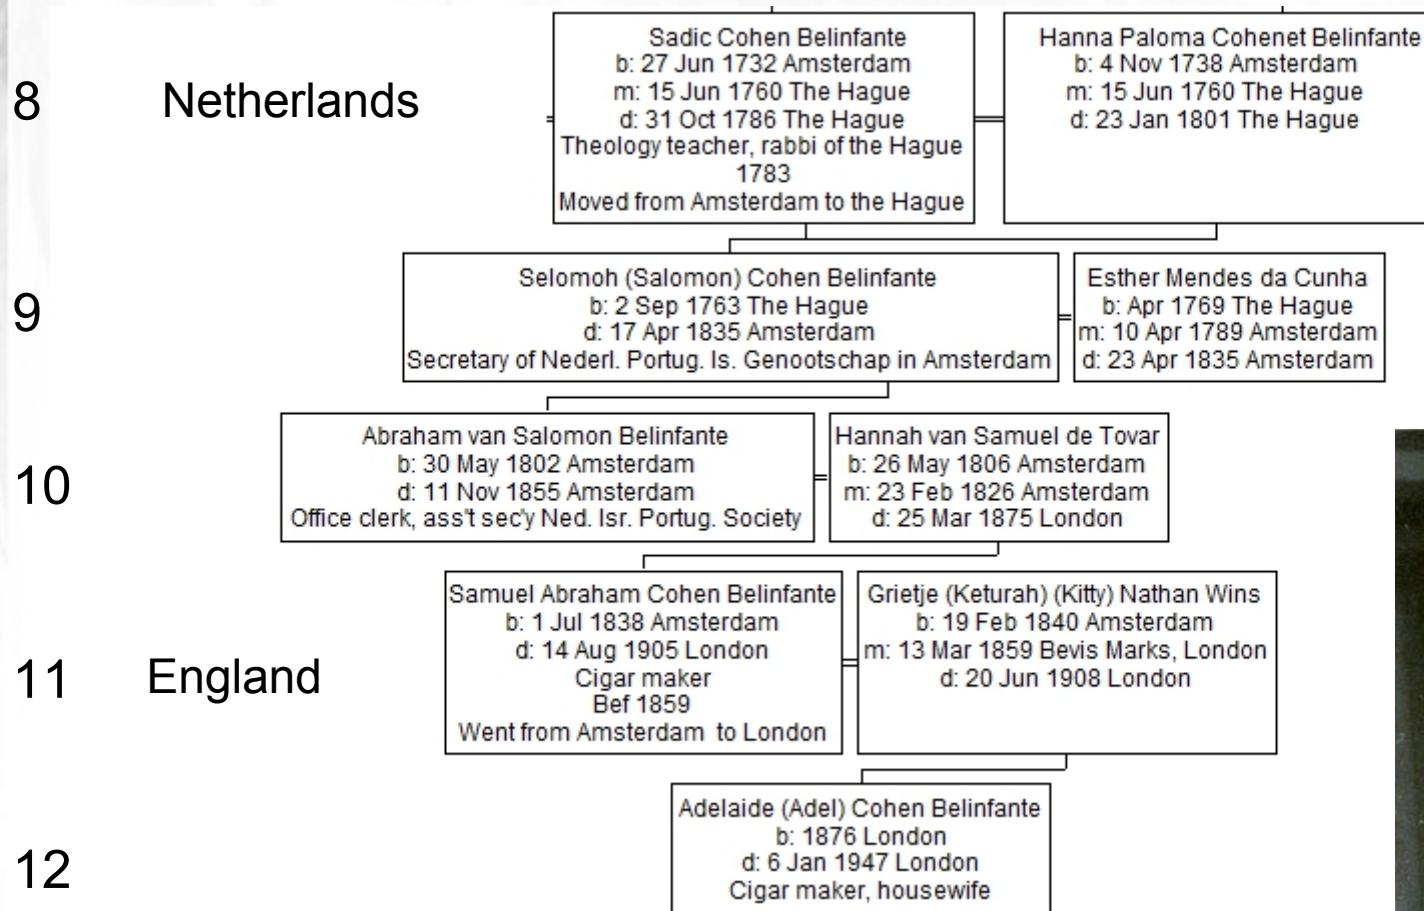 8
Netherlands
Sadic Cohen Belinfante
b: 27 Jun 1732 Amsterdam
m: 15 Jun 1760 The Hague
d: 31 Oct 1786 The Hague
Theology teacher, rabbi of the Hague
1783
Moved from Amsterdam to the Hague
Hanna Paloma Cohenet Belinfante
b: 4 Nov 1738 Amsterdam
m: 15 Jun 1760 The Hague
d: 23 Jan 1801 The Hague
9
Selomoh (Salomon) Cohen Belinfante
b: 2 Sep 1763 The Hague
d: 17 Apr 1835 Amsterdam
Secretary of Nederl. Portug. Is. Genootschap in Amsterdam
Esther Mendes da Cunha
b: Apr 1769 The Hague
m: 10 Apr 1789 Amsterdam
d: 23 Apr 1835 Amsterdam
10
Abraham van Salomon Belinfante
b: 30 May 1802 Amsterdam
d: 11 Nov 1855 Amsterdam
Office clerk, ass't sec'y Ned. Isr. Portug. Society
Hannah van Samuel de Tovar
b: 26 May 1806 Amsterdam
m: 23 Feb 1826 Amsterdam
d: 25 Mar 1875 London
11
England
Samuel Abraham Cohen Belinfante
b: 1 Jul 1838 Amsterdam
d: 14 Aug 1905 London
Cigar maker
Bef 1859
Went from Amsterdam to London
Grietje (Keturah) (Kitty) Nathan Wins
b: 19 Feb 1840 Amsterdam
m: 13 Mar 1859 Bevis Marks, London
d: 20 Jun 1908 London
12
Adelaide (Adel) Cohen Belinfante
b: 1876 London
d: 6 Jan 1947 London
Cigar maker, housewife